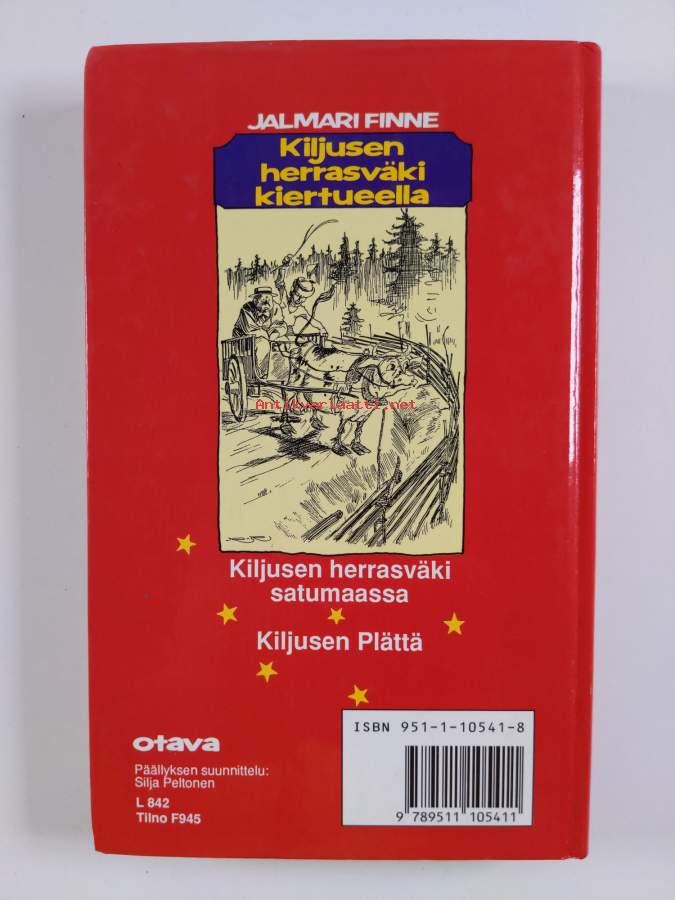 JALMARI FINNE
Kiljusen
herrasväki
kiertueella
Antikvariaatti.net
Kiljusen herrasväki
satumaassa
Kiljusen Plättä
otava
Päällyksen suunnittelu:
Silja Peltonen
L 842
Tilno F945
ISBN 951-1-10541-8
9 789511 105411